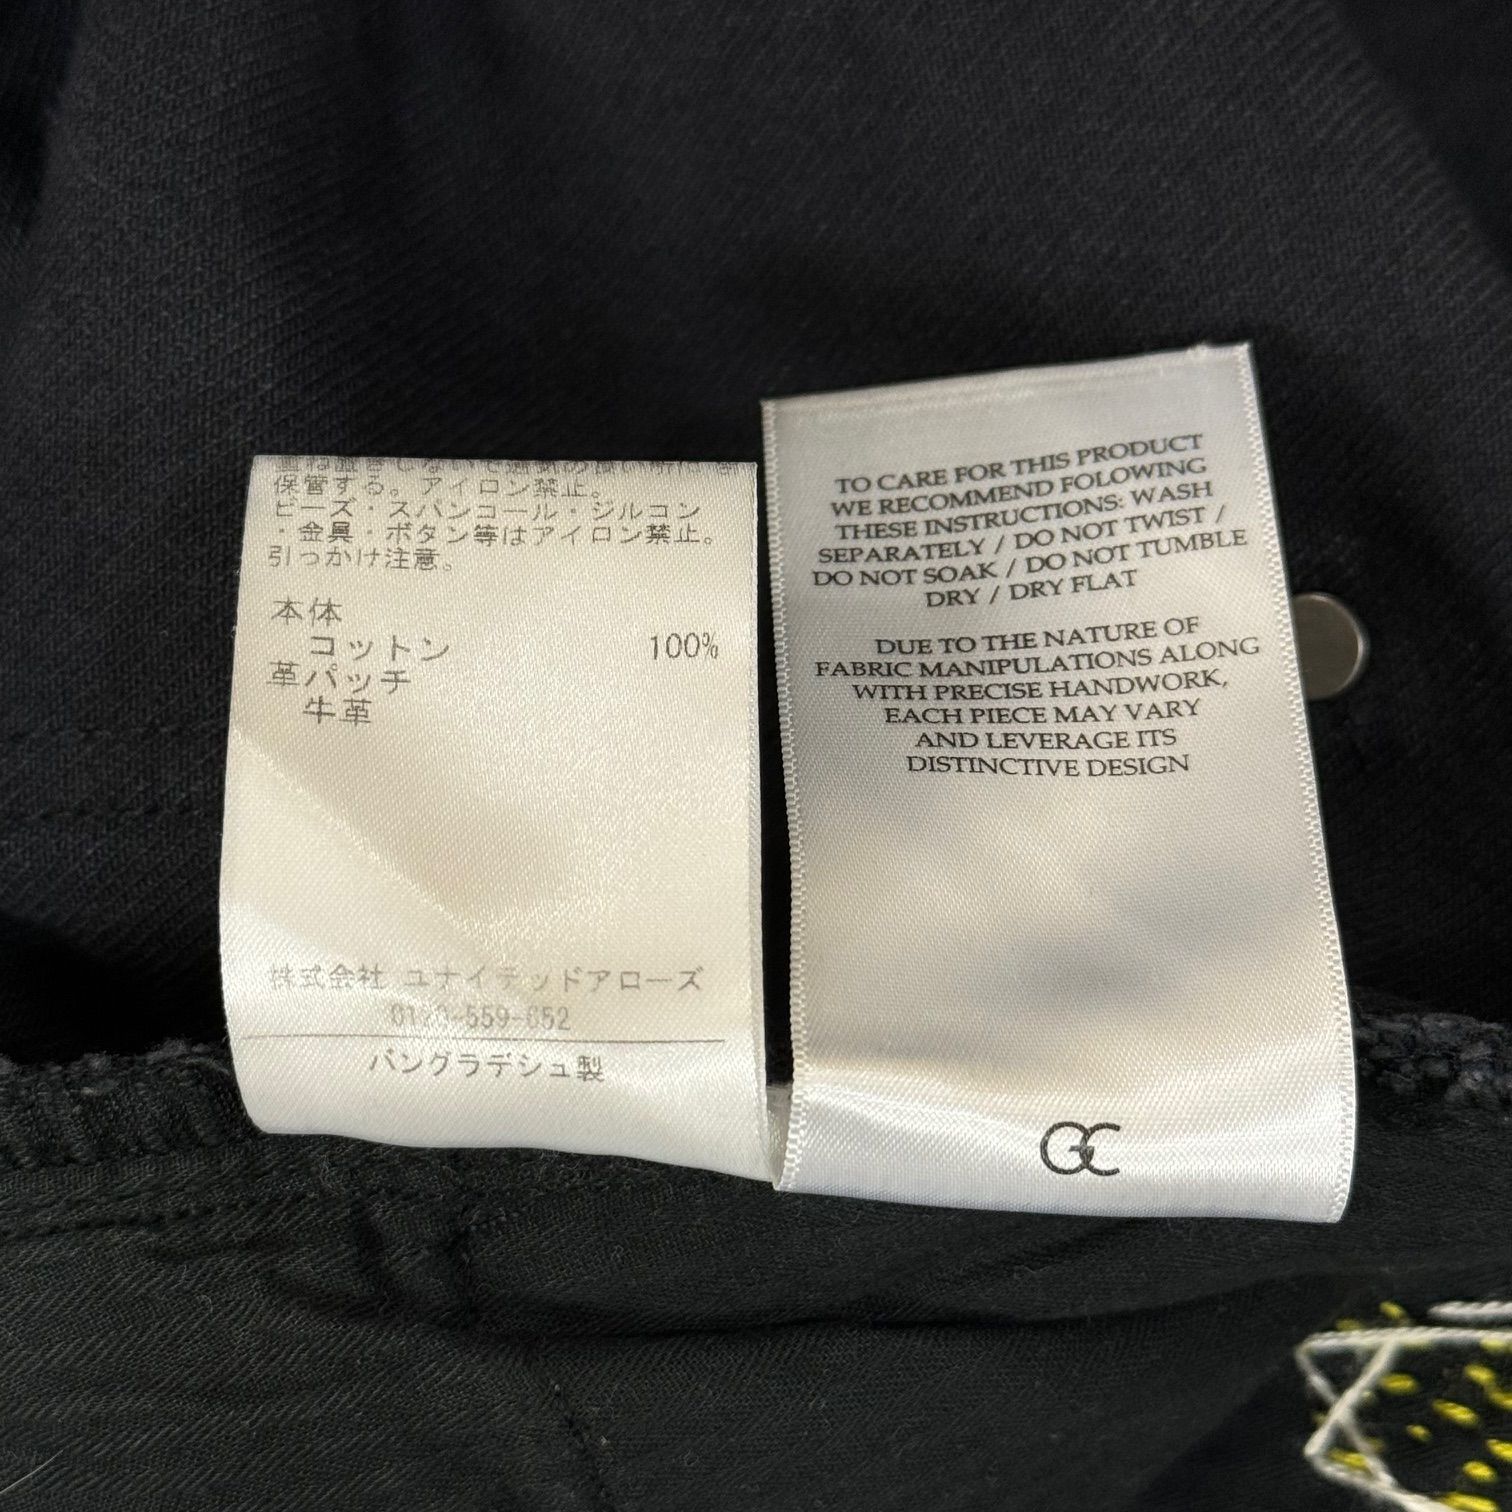 保管する。アイロン禁止。
ビーズ・スパンコール・ジルコン
・金具・ボタン等はアイロン禁止。
引っかけ注意。
本体
コットン 100%
革パッチ
牛革
株式会社 ユナイテッドアローズ
0120-559-652
バングラデシュ製
TO CARE FOR THIS PRODUCT
WE RECOMMEND FOLOWING
THESE INSTRUCTIONS: WASH
SEPARATELY / DO NOT TWIST /
DO NOT SOAK / DO NOT TUMBLE
DRY / DRY FLAT
DUE TO THE NATURE OF
FABRIC MANIPULATIONS ALONG
WITH PRECISE HANDWORK,
EACH PIECE MAY VARY
AND LEVERAGE ITS
DISTINCTIVE DESIGN
GC